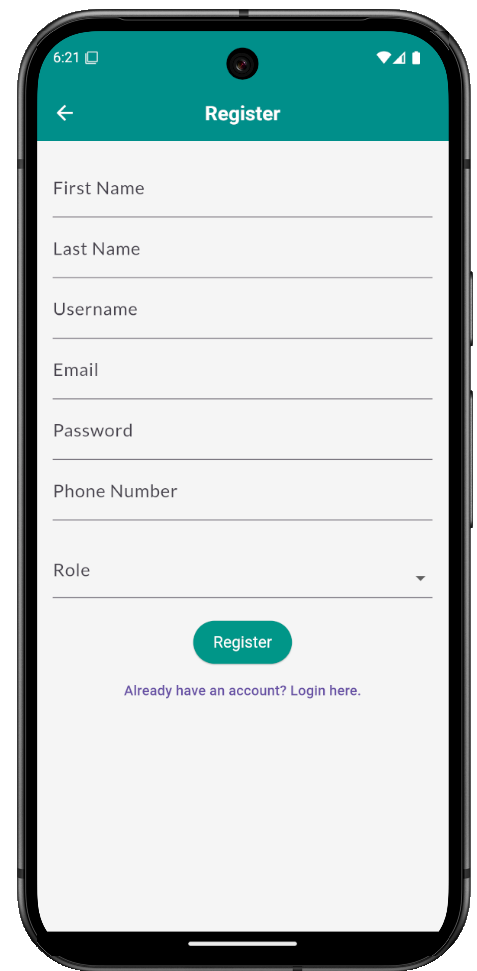 6:21
Register
First Name
Last Name
Username
Email
Password
Phone Number
Role
Register
Already have an account? Login here.